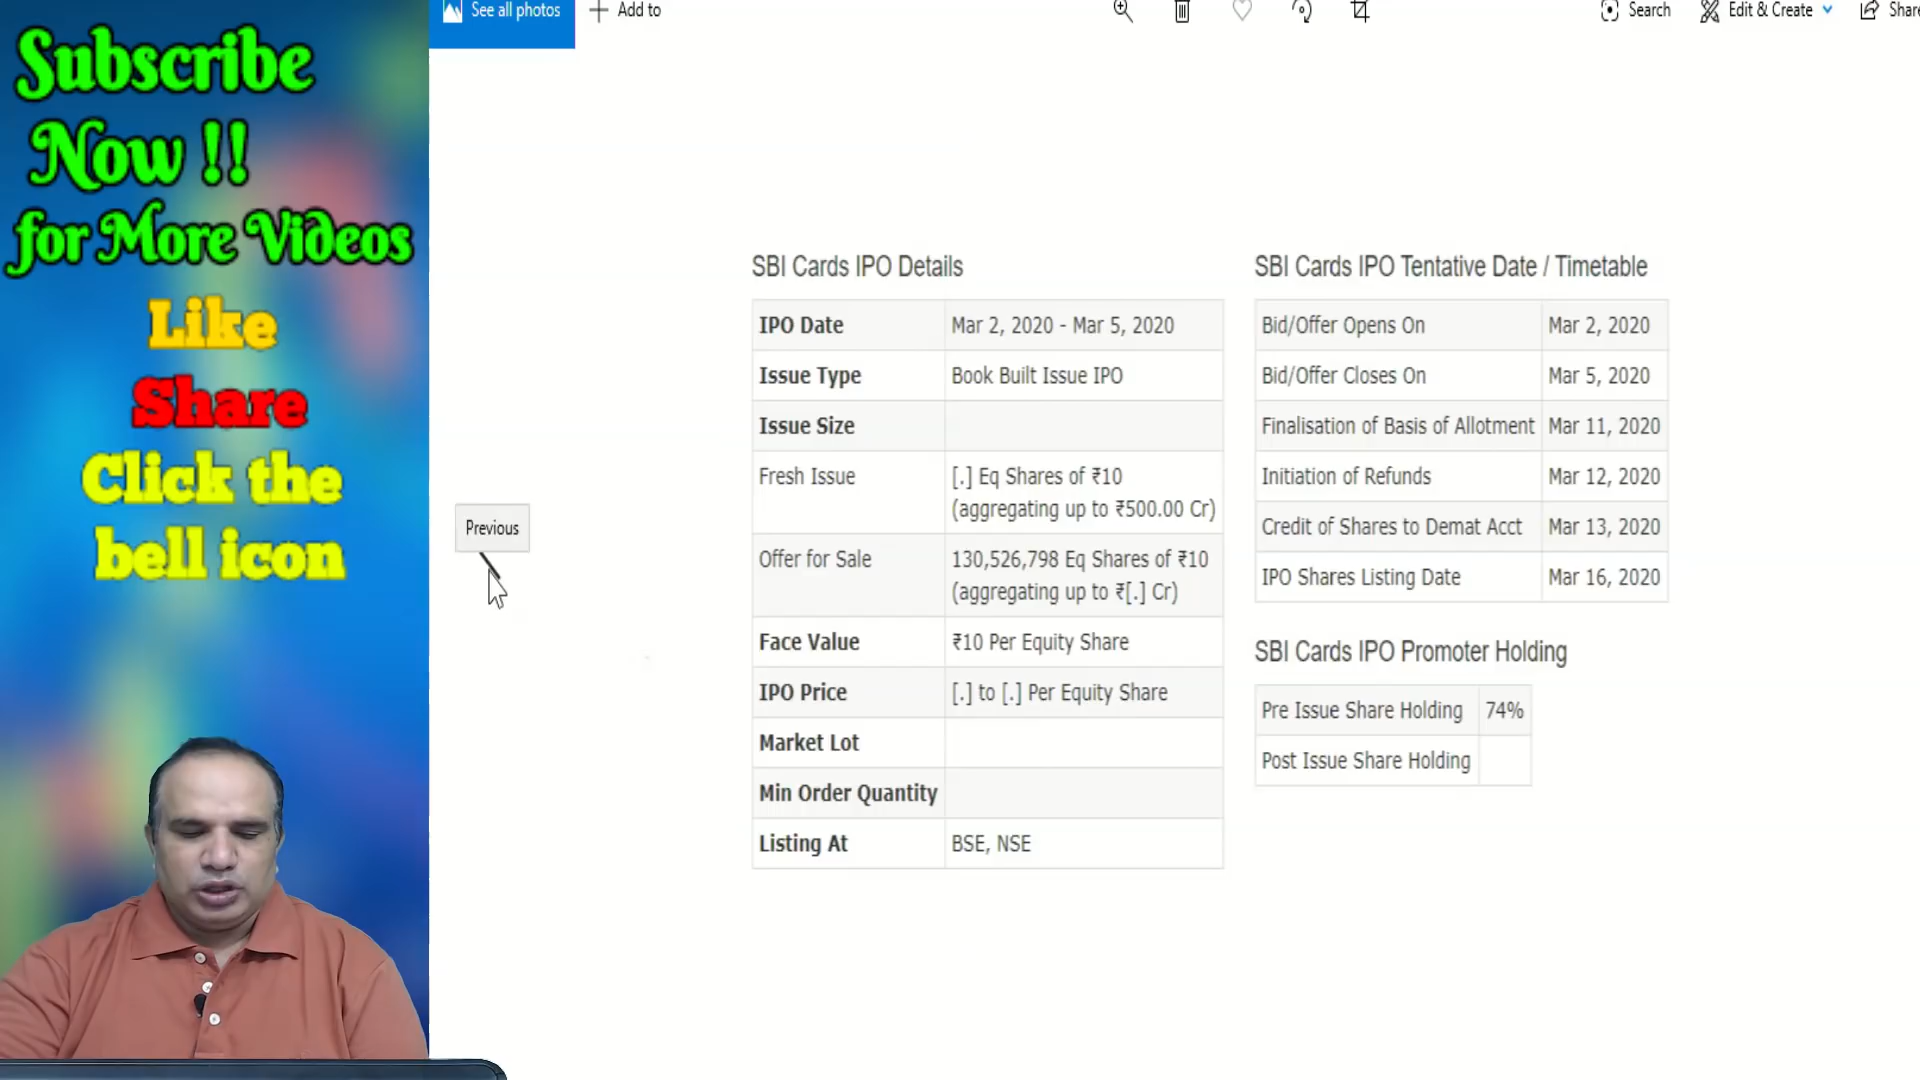 See all photos
Add to
Search
Edit & Create
Share
Subscribe
Now !!
for More Videos
Like
Share
Click the
bell icon
Previous
SBI Cards IPO Details
IPO Date Mar 2, 2020 - Mar 5, 2020
Issue Type Book Built Issue IPO
Issue Size
Fresh Issue [.] Eq Shares of ₹10
(aggregating up to ₹500.00 Cr)
Offer for Sale 130,526,798 Eq Shares of ₹10
(aggregating up to ₹[.] Cr)
Face Value ₹10 Per Equity Share
IPO Price [.] to [.] Per Equity Share
Market Lot
Min Order Quantity
Listing At BSE, NSE
SBI Cards IPO Tentative Date / Timetable
Bid/Offer Opens On Mar 2, 2020
Bid/Offer Closes On Mar 5, 2020
Finalisation of Basis of Allotment Mar 11, 2020
Initiation of Refunds Mar 12, 2020
Credit of Shares to Demat Acct Mar 13, 2020
IPO Shares Listing Date Mar 16, 2020
SBI Cards IPO Promoter Holding
Pre Issue Share Holding 74%
Post Issue Share Holding